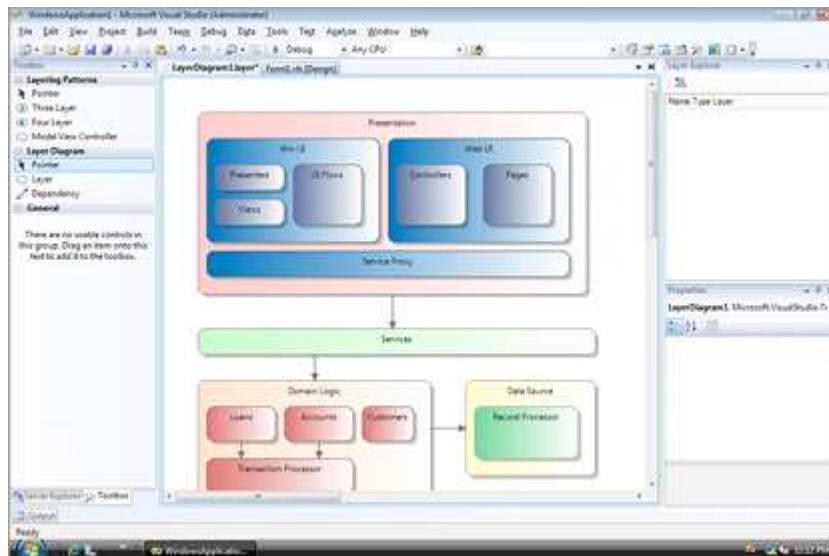 WindowsApplication1 - Microsoft Visual Studio (Administrator)
File Edit View Project Build Team Debug Data Tools Test Analyze Window Help
Debug Any CPU
Toolbox
LayerDiagram1.layer* Form1.vb [Design]
Layer Explorer
Layering Patterns
Pointer
Three Layer
Four Layer
Model View Controller
Layer Diagram
Pointer
Layer
Dependency
General
There are no usable controls in
this group. Drag an item onto this
text to add it to the toolbox.
Name Type Layer
Presentation
Win UI
Web UI
Presenters
UI Flows
Controllers
Pages
Views
Service Proxy
Services
Domain Logic
Data Source
Loans
Accounts
Customers
Record Processor
Transaction Processor
Properties
LayerDiagram1 Microsoft.VisualStudio.Te
Server Explorer Toolbox
Output
Ready
WindowsApplicatio...